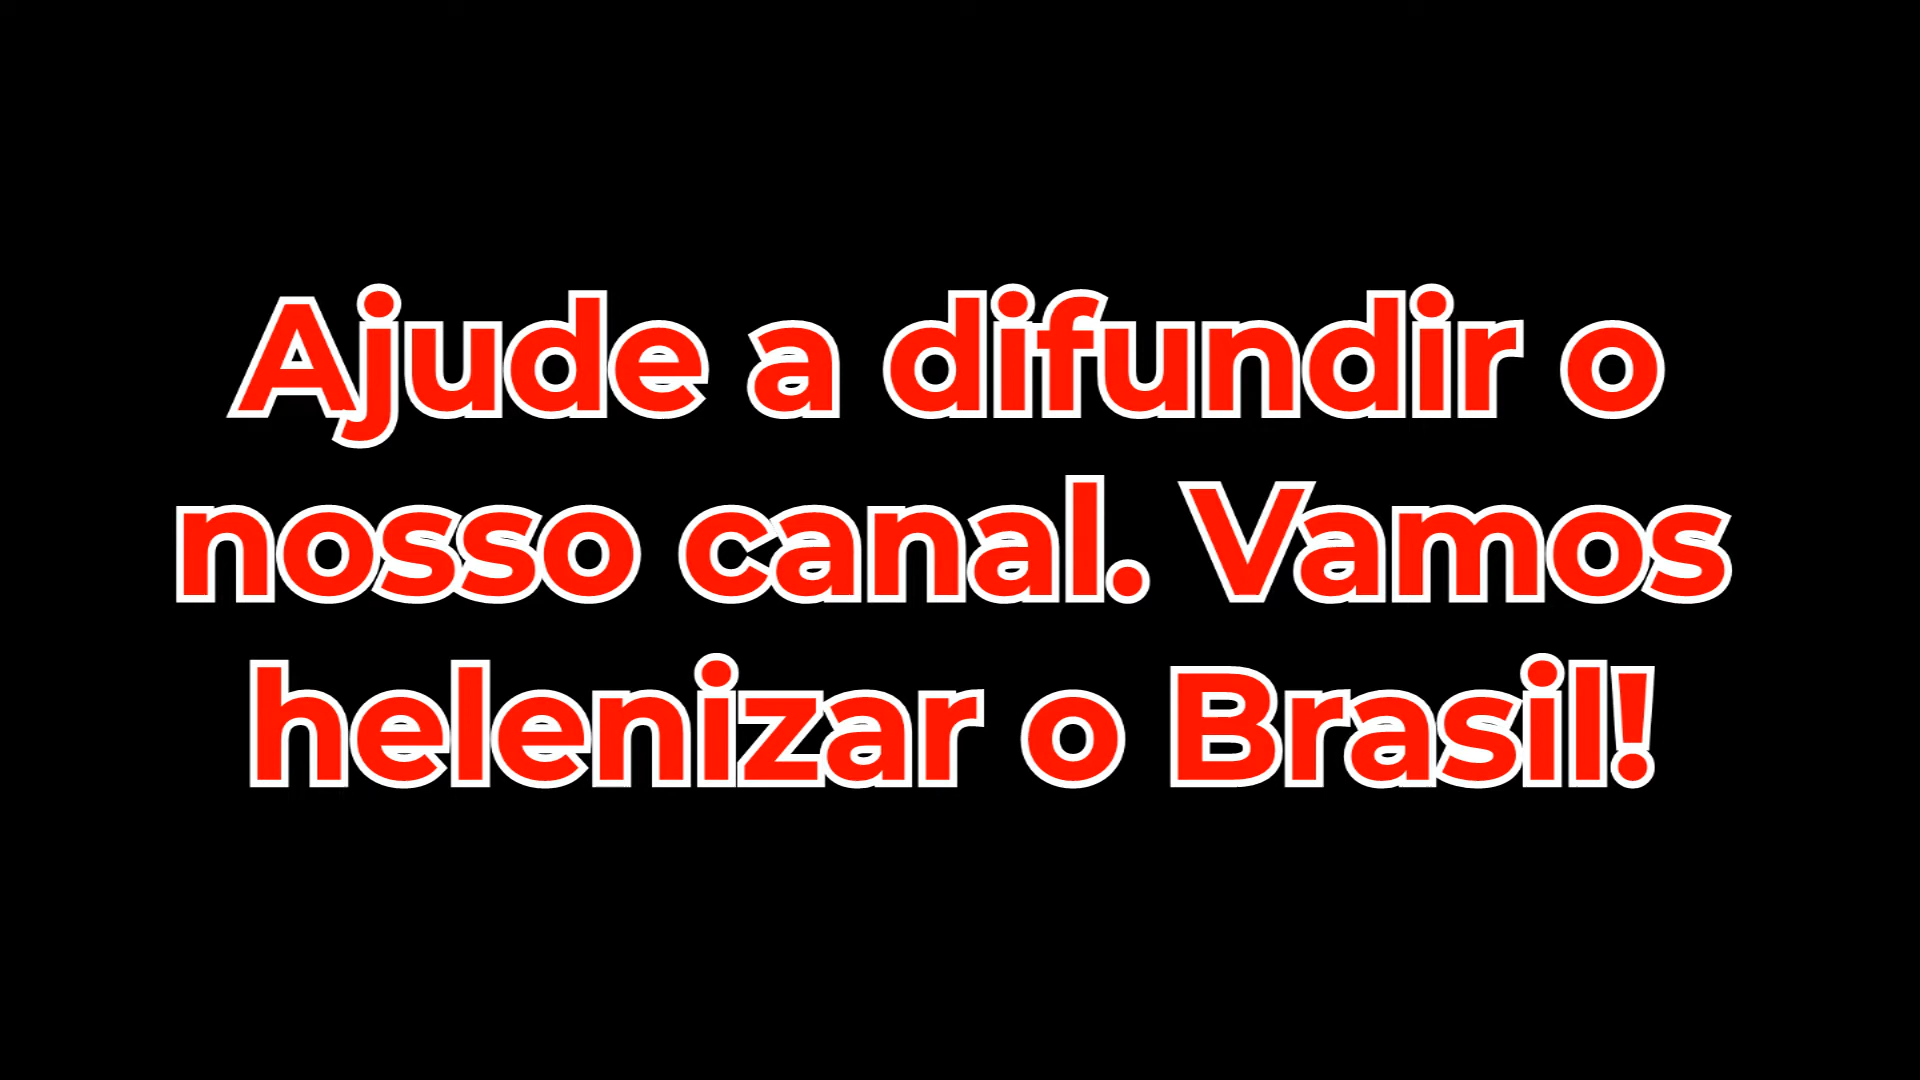 Ajude a difundir o
nosso canal. Vamos
helenizar o Brasil!